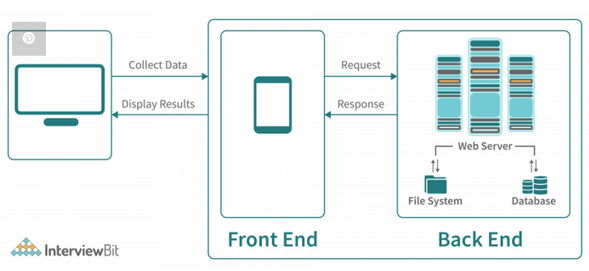 Collect Data
Display Results
Request
Response
Web Server
File System
Database
Front End
Back End
InterviewBit